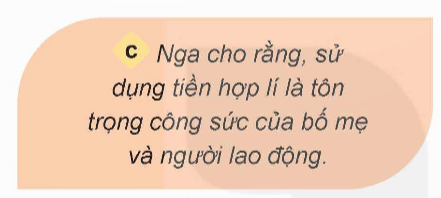 C Nga cho rằng, sử
dụng tiền hợp lí là tôn
trọng công sức của bố mẹ
và người lao động.